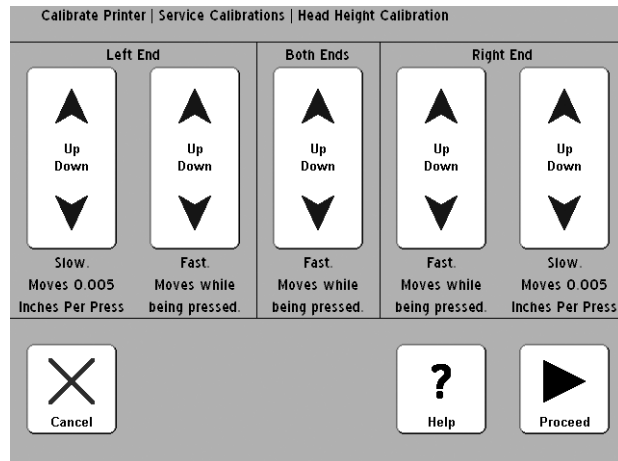 Calibrate Printer | Service Calibrations | Head Height Calibration
Left End
Both Ends
Right End
Up
Down
Up
Down
Up
Down
Up
Down
Up
Down
Slow.
Moves 0.005
Inches Per Press
Fast.
Moves while
being pressed.
Fast.
Moves while
being pressed.
Fast.
Moves while
being pressed.
Slow.
Moves 0.005
Inches Per Press
Cancel
?
Help
Proceed